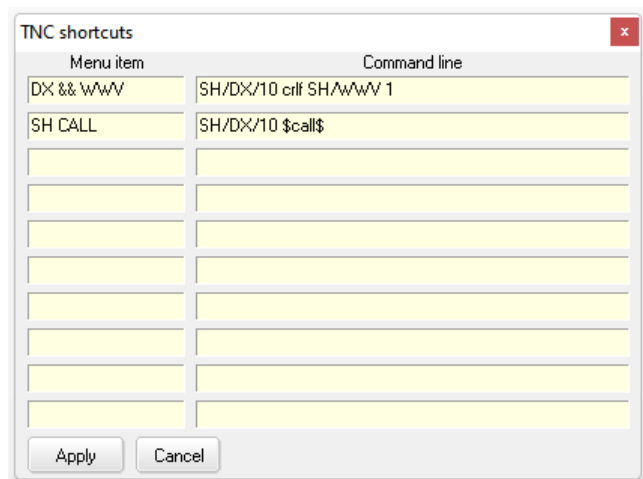 TNC shortcuts x
Menu item Command line
DX && WWV SH/DX/10 crlf SH/WWV 1
SH CALL SH/DX/10 $call$
Apply Cancel